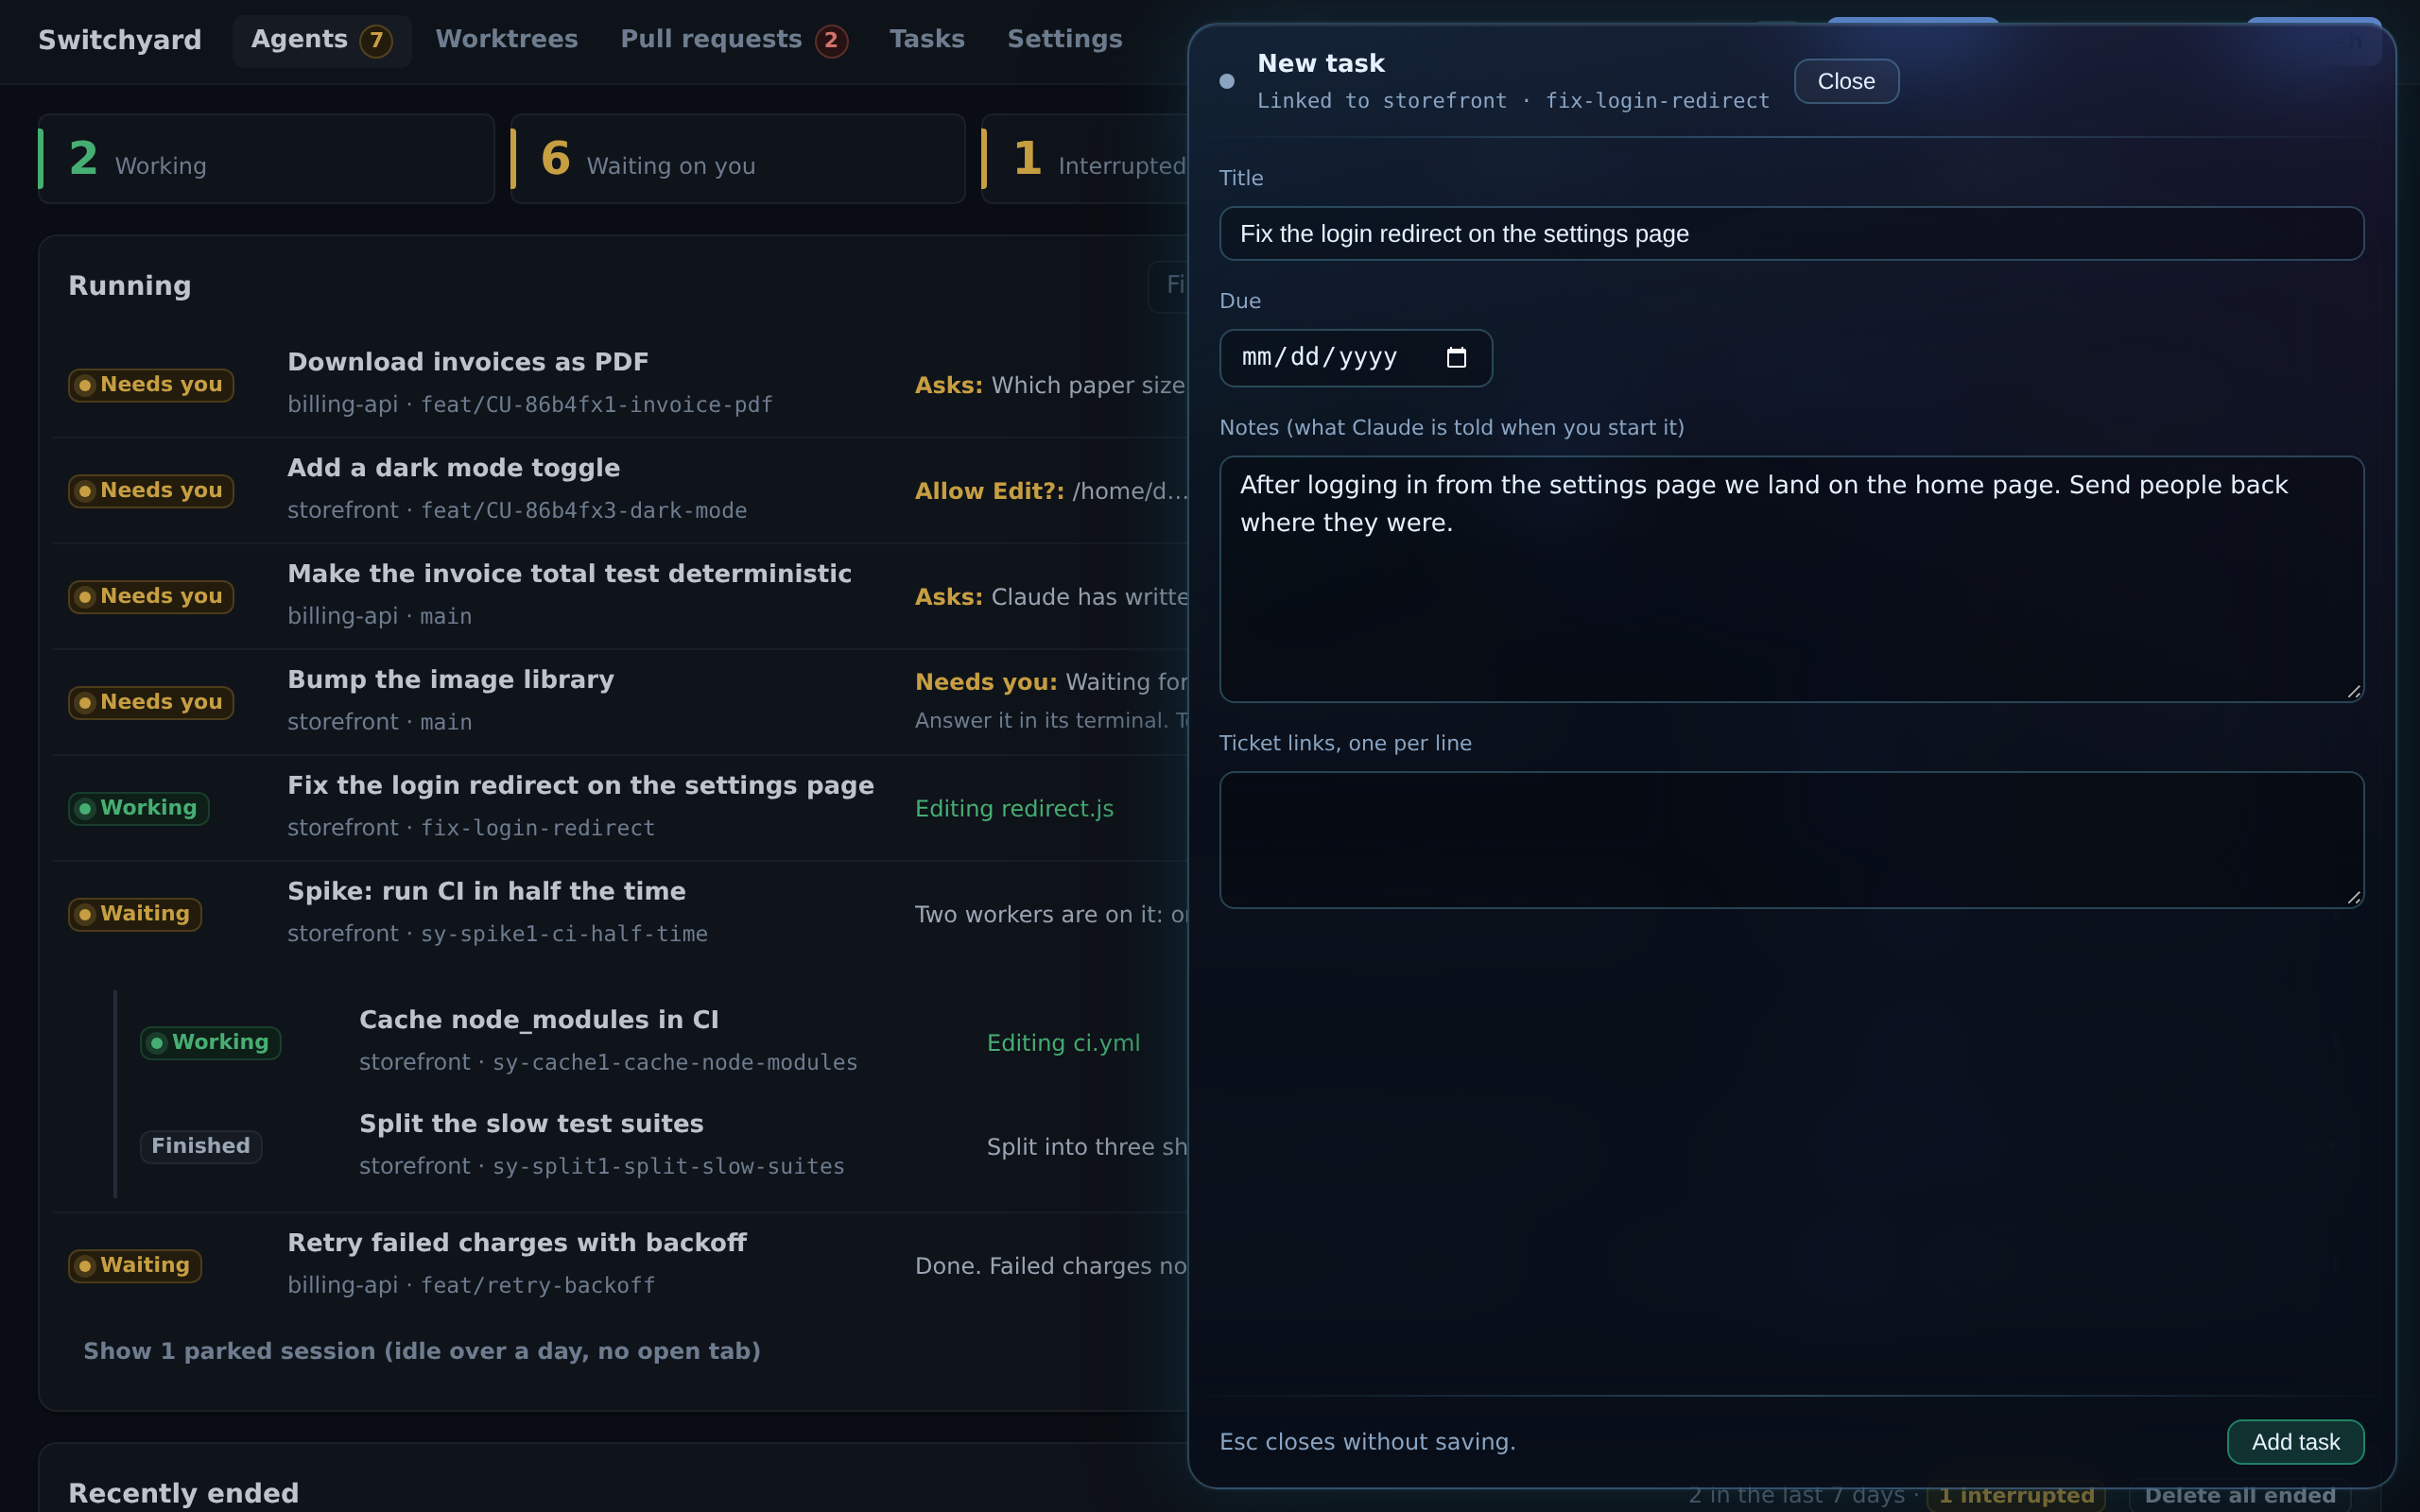 Switchyard
Agents 7
Worktrees
Pull requests 2
Tasks
Settings
2 Working
6 Waiting on you
1 Interrupted
Running
Needs you
Download invoices as PDF
billing-api · feat/CU-86b4fx1-invoice-pdf
Asks: Which paper size
Needs you
Add a dark mode toggle
storefront · feat/CU-86b4fx3-dark-mode
Allow Edit?: /home/d...
Needs you
Make the invoice total test deterministic
billing-api · main
Asks: Claude has writte
Needs you
Bump the image library
storefront · main
Needs you: Waiting for
Answer it in its terminal.
Working
Fix the login redirect on the settings page
storefront · fix-login-redirect
Editing redirect.js
Waiting
Spike: run CI in half the time
storefront · sy-spike1-ci-half-time
Two workers are on it:
Working
Cache node_modules in CI
storefront · sy-cache1-cache-node-modules
Editing ci.yml
Finished
Split the slow test suites
storefront · sy-split1-split-slow-suites
Split into three sh
Waiting
Retry failed charges with backoff
billing-api · feat/retry-backoff
Done. Failed charges no
Show 1 parked session (idle over a day, no open tab)
Recently ended
2 in the last 7 days · 1 interrupted
Delete all ended
New task
Linked to storefront · fix-login-redirect
Close
Title
Fix the login redirect on the settings page
Due
mm/dd/yyyy
Notes (what Claude is told when you start it)
After logging in from the settings page we land on the home page. Send people back
where they were.
Ticket links, one per line
Esc closes without saving.
Add task